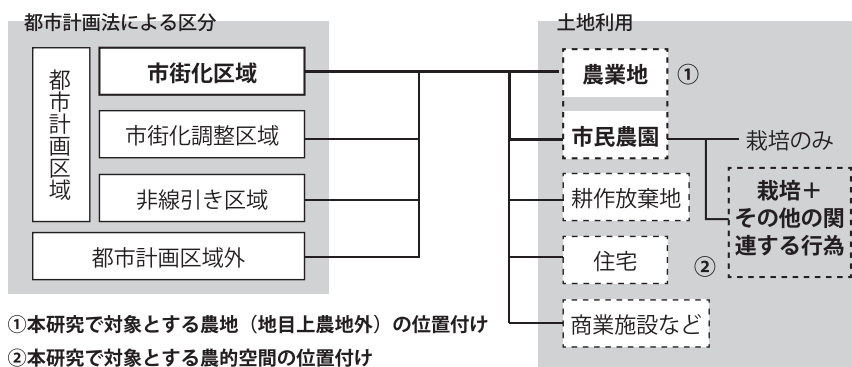 都市計画法による区分
都市計画区域
市街化区域
市街化調整区域
非線引き区域
都市計画区域外
土地利用
農業地
①
市民農園
耕作放棄地
住宅
商業施設など
栽培のみ
栽培＋
その他の関
連する行為
②
①本研究で対象とする農地（地目上農地外）の位置付け
②本研究で対象とする農的空間の位置付け